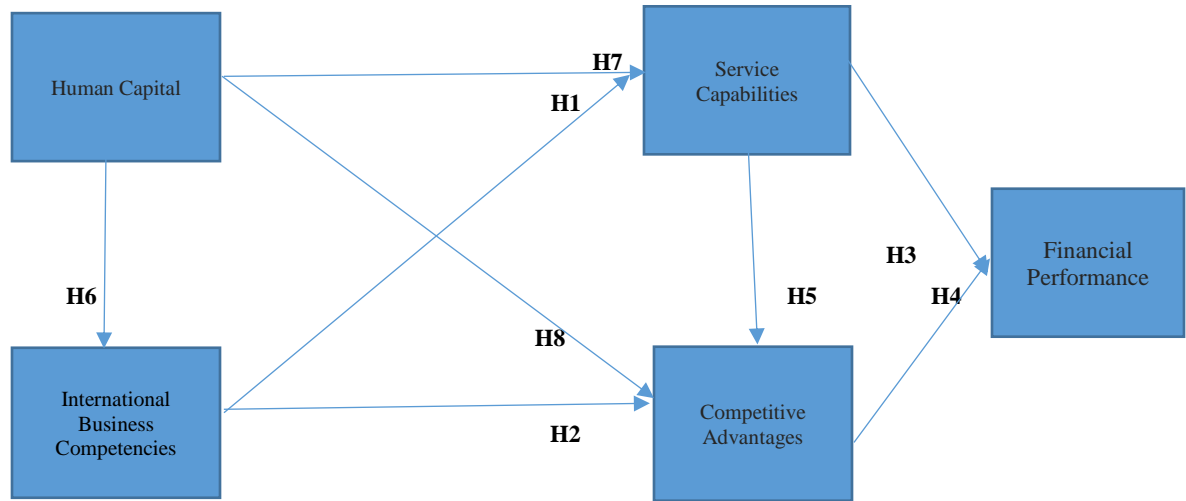 H7
Human Capital
Service
Capabilities
H1
H3
Financial
Performance
H6
H5
H4
H8
International
Business
Competencies
Competitive
Advantages
H2